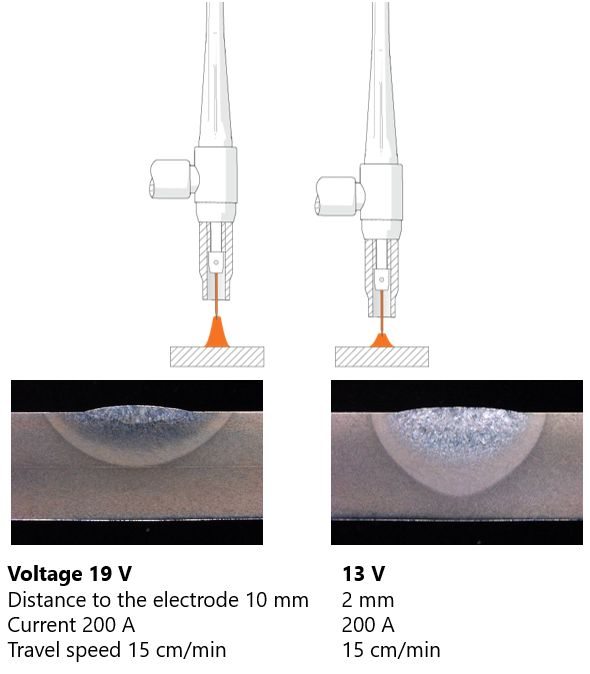 Voltage 19 V
Distance to the electrode 10 mm
Current 200 A
Travel speed 15 cm/min
13 V
2 mm
200 A
15 cm/min